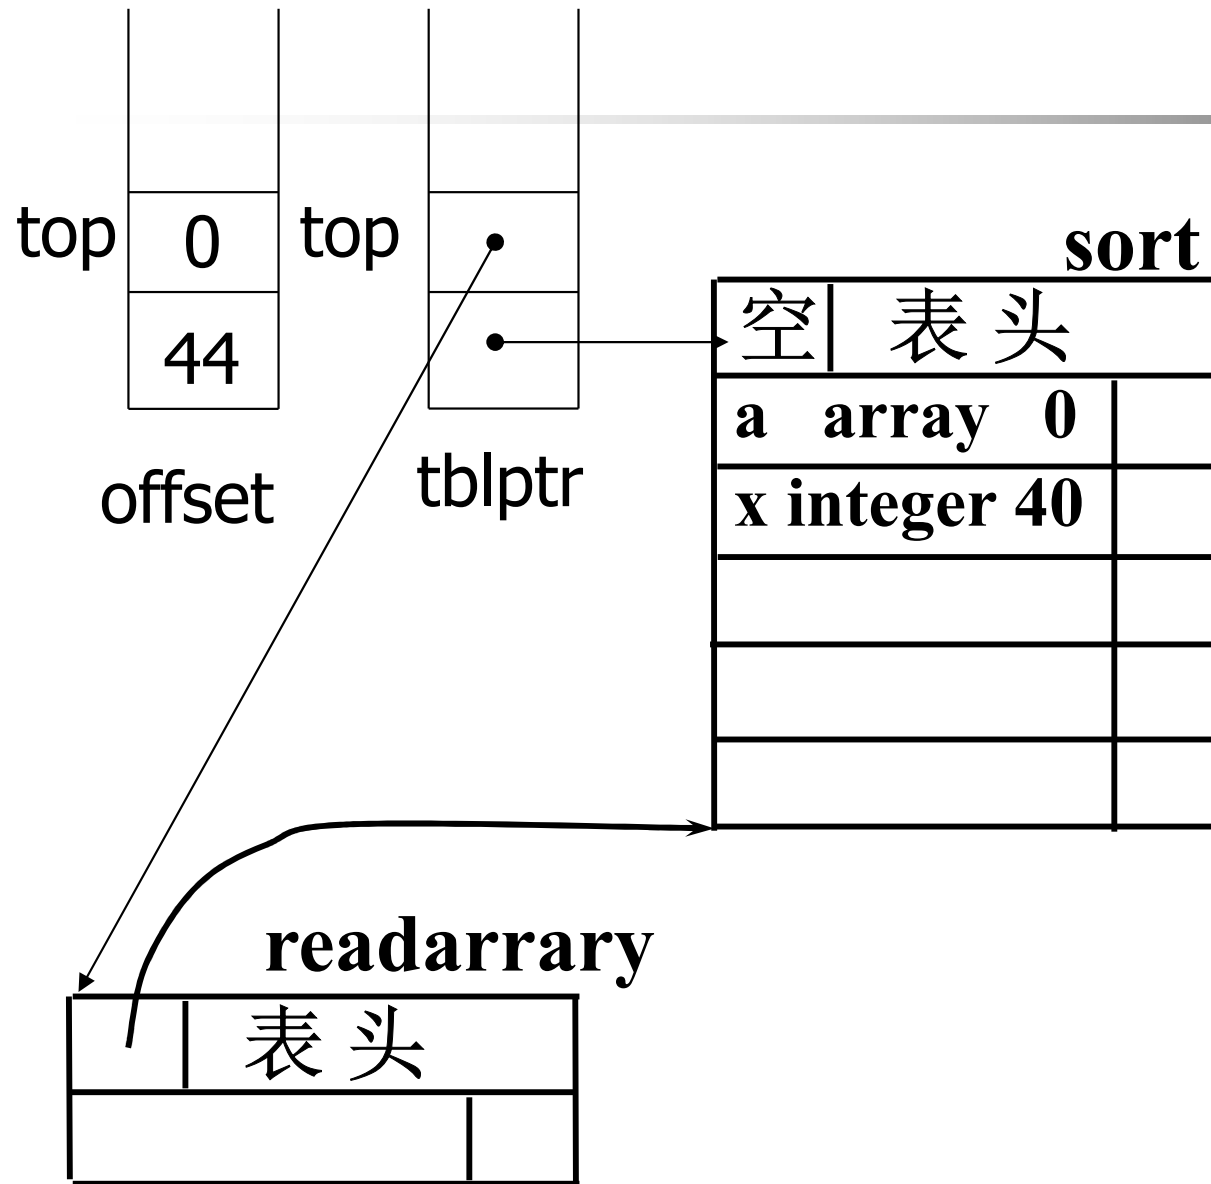 top 0 top
44
offset tblptr
sort
空 表头
a array 0
x integer 40
readarrary
表头